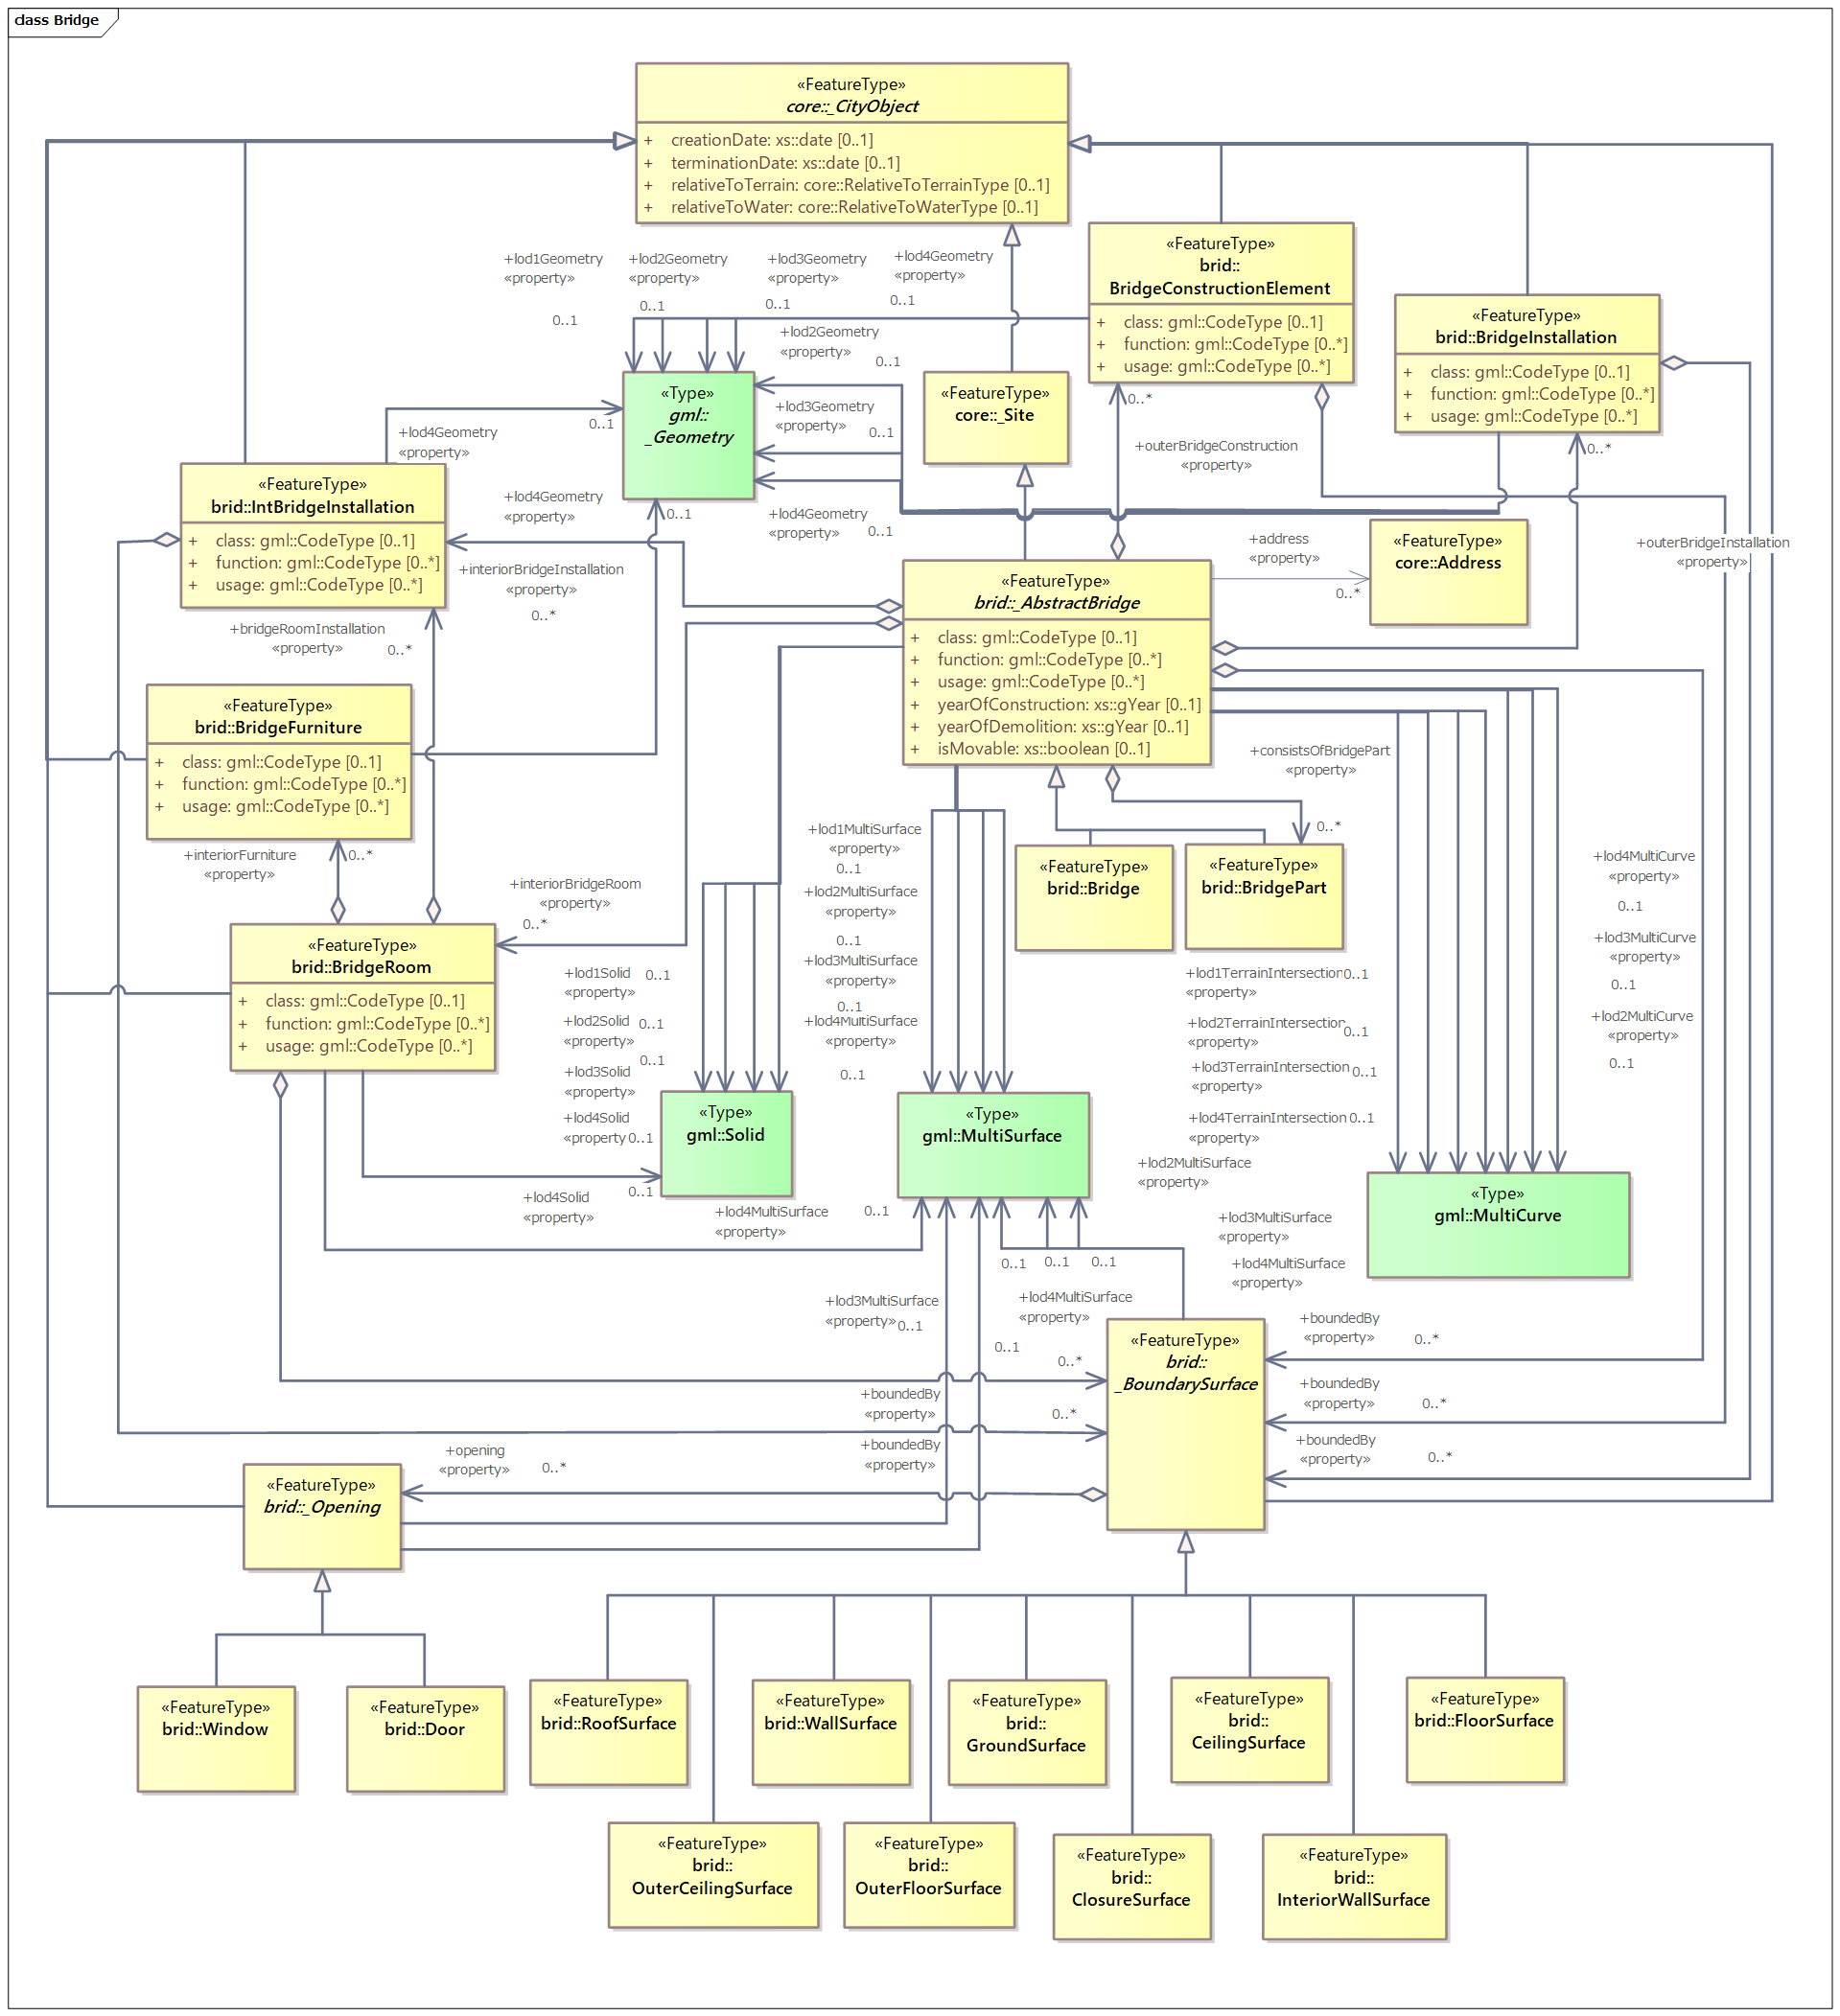 class Bridge
«FeatureType»
core::_CityObject
+ creationDate: xs::date [0..1]
+ terminationDate: xs::date [0..1]
+ relativeToTerrain: core::RelativeToTerrainType [0..1]
+ relativeToWater: core::RelativeToWaterType [0..1]
+lod1Geometry
«property»
0..1
+lod2Geometry
«property»
0..1
+lod3Geometry
«property»
0..1
+lod4Geometry
«property»
0..1
«FeatureType»
brid::
BridgeConstructionElement
+ class: gml::CodeType [0..1]
+ function: gml::CodeType [0..*]
+ usage: gml::CodeType [0..*]
«FeatureType»
brid::BridgeInstallation
+ class: gml::CodeType [0..1]
+ function: gml::CodeType [0..*]
+ usage: gml::CodeType [0..*]
+lod2Geometry
«property»
0..1
«Type»
gml::
_Geometry
«FeatureType»
core::_Site
+lod3Geometry
«property»
0..1
0..1
+lod4Geometry
«property»
0..*
+outerBridgeConstruction
«property»
0..*
«FeatureType»
brid::IntBridgeInstallation
+ class: gml::CodeType [0..1]
+ function: gml::CodeType [0..*]
+ usage: gml::CodeType [0..*]
+lod4Geometry
«property»
0..1
+lod4Geometry
«property»
0..1
+interiorBridgeInstallation
«property»
0..*
«FeatureType»
core::Address
+address
«property»
0..*
+outerBridgeInstallation
«property»
«FeatureType»
brid::_AbstractBridge
+ class: gml::CodeType [0..1]
+ function: gml::CodeType [0..*]
+ usage: gml::CodeType [0..*]
+ yearOfConstruction: xs::gYear [0..1]
+ yearOfDemolition: xs::gYear [0..1]
+ isMovable: xs::boolean [0..1]
+bridgeRoomInstallation
«property»
0..*
«FeatureType»
brid::BridgeFurniture
+ class: gml::CodeType [0..1]
+ function: gml::CodeType [0..*]
+ usage: gml::CodeType [0..*]
+consistsOfBridgePart
«property»
0..*
+interiorFurniture
«property»
0..*
+interiorBridgeRoom
«property»
0..*
+lod1MultiSurface
«property»
0..1
+lod2MultiSurface
«property»
0..1
+lod3MultiSurface
«property»
0..1
+lod4MultiSurface
«property»
0..1
«FeatureType»
brid::Bridge
«FeatureType»
brid::BridgePart
+lod4MultiCurve
«property»
0..1
+lod3MultiCurve
«property»
0..1
+lod2MultiCurve
«property»
0..1
«FeatureType»
brid::BridgeRoom
+ class: gml::CodeType [0..1]
+ function: gml::CodeType [0..*]
+ usage: gml::CodeType [0..*]
+lod1Solid
«property»
0..1
+lod2Solid
«property»
0..1
0..1
+lod3Solid
«property»
+lod4Solid
«property
0..1
+lod1TerrainIntersection
«property»
0..1
+lod2TerrainIntersection
«property»
0..1
+lod3TerrainIntersection
«property»
0..1
+lod4TerrainIntersection
«property»
0..1
«Type»
gml::Solid
«Type»
gml::MultiSurface
«Type»
gml::MultiCurve
+lod4Solid
«property»
0..1
+lod4MultiSurface
«property»
0..1
+lod2MultiSurface
«property»
+lod3MultiSurface
«property»
+lod4MultiSurface
«property»
0..1
0..1
0..1
+lod3MultiSurface
«property»
0..1
+lod4MultiSurface
«property»
0..1
«FeatureType»
brid::
_BoundarySurface
+boundedBy
«property»
0..*
+boundedBy
«property»
0..*
+boundedBy
«property»
0..*
0..*
+boundedBy
«property»
0..*
+boundedBy
«property»
+opening
«property»
0..*
«FeatureType»
brid::_Opening
«FeatureType»
brid::Window
«FeatureType»
brid::Door
«FeatureType»
brid::RoofSurface
«FeatureType»
brid::WallSurface
«FeatureType»
brid::
GroundSurface
«FeatureType»
brid::
CeilingSurface
«FeatureType»
brid::FloorSurface
«FeatureType»
brid::
OuterCeilingSurface
«FeatureType»
brid::
OuterFloorSurface
«FeatureType»
brid::
ClosureSurface
«FeatureType»
brid::
InteriorWallSurface